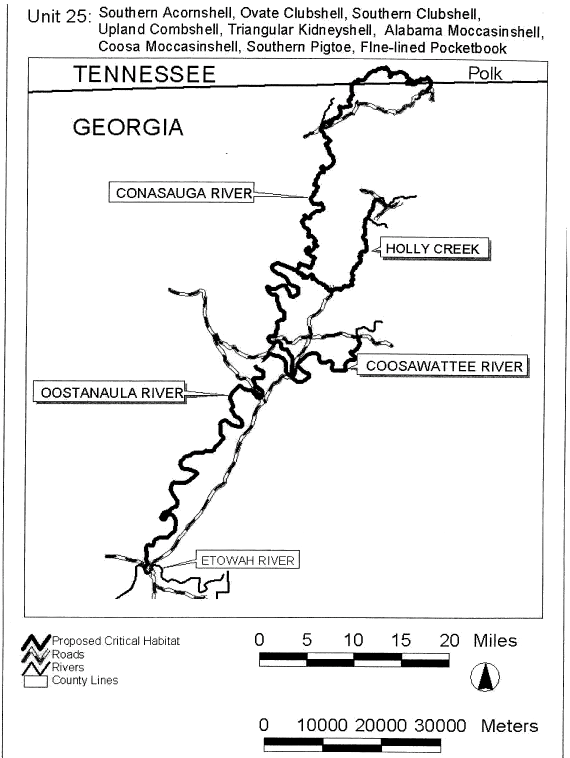 Unit 25: Southern Acornshell, Ovate Clubshell, Southern Clubshell,
Upland Combshell, Triangular Kidneyshell, Alabama Moccasinshell,
Coosa Moccasinshell, Southern Pigtoe, FIne-lined Pocketbook
TENNESSEE
Polk
GEORGIA
CONASAUGA RIVER
HOLLY CREEK
COOSAWATTEE RIVER
OOSTANAULA RIVER
ETOWAH RIVER
Proposed Critical Habitat
Roads
Rivers
County Lines
0 5 10 15 20 Miles
0 10000 20000 30000 Meters